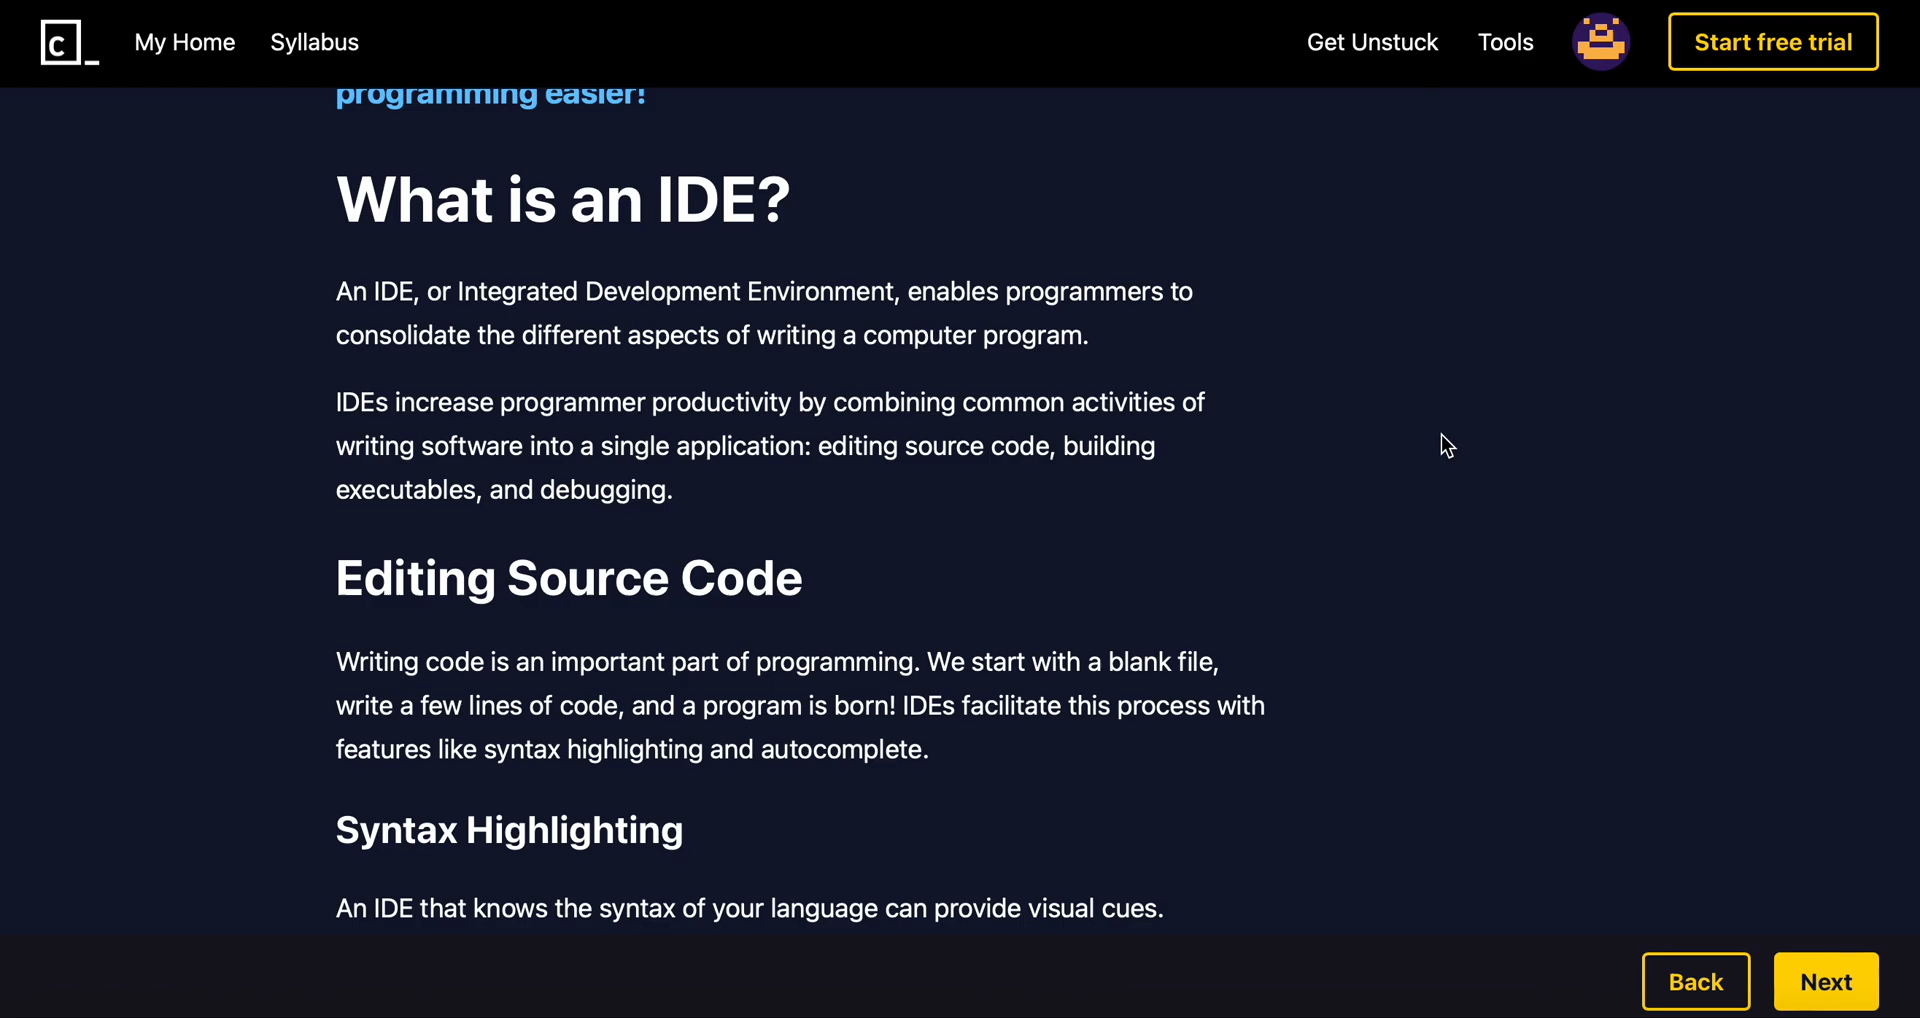 c_
My Home
Syllabus
Get Unstuck
Tools
Start free trial
programming easier!
What is an IDE?
An IDE, or Integrated Development Environment, enables programmers to
consolidate the different aspects of writing a computer program.
IDEs increase programmer productivity by combining common activities of
writing software into a single application: editing source code, building
executables, and debugging.
Editing Source Code
Writing code is an important part of programming. We start with a blank file,
write a few lines of code, and a program is born! IDEs facilitate this process with
features like syntax highlighting and autocomplete.
Syntax Highlighting
An IDE that knows the syntax of your language can provide visual cues.
Back
Next